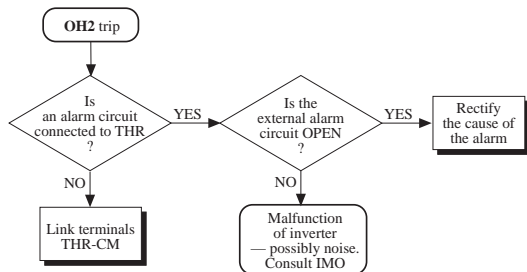 OH2 trip
Is
an alarm circuit
connected to THR
?
YES
Is the
external alarm
circuit OPEN
?
YES
Rectify
the cause of
the alarm
NO
Link terminals
THR-CM
NO
Malfunction
of inverter
— possibly noise.
Consult IMO